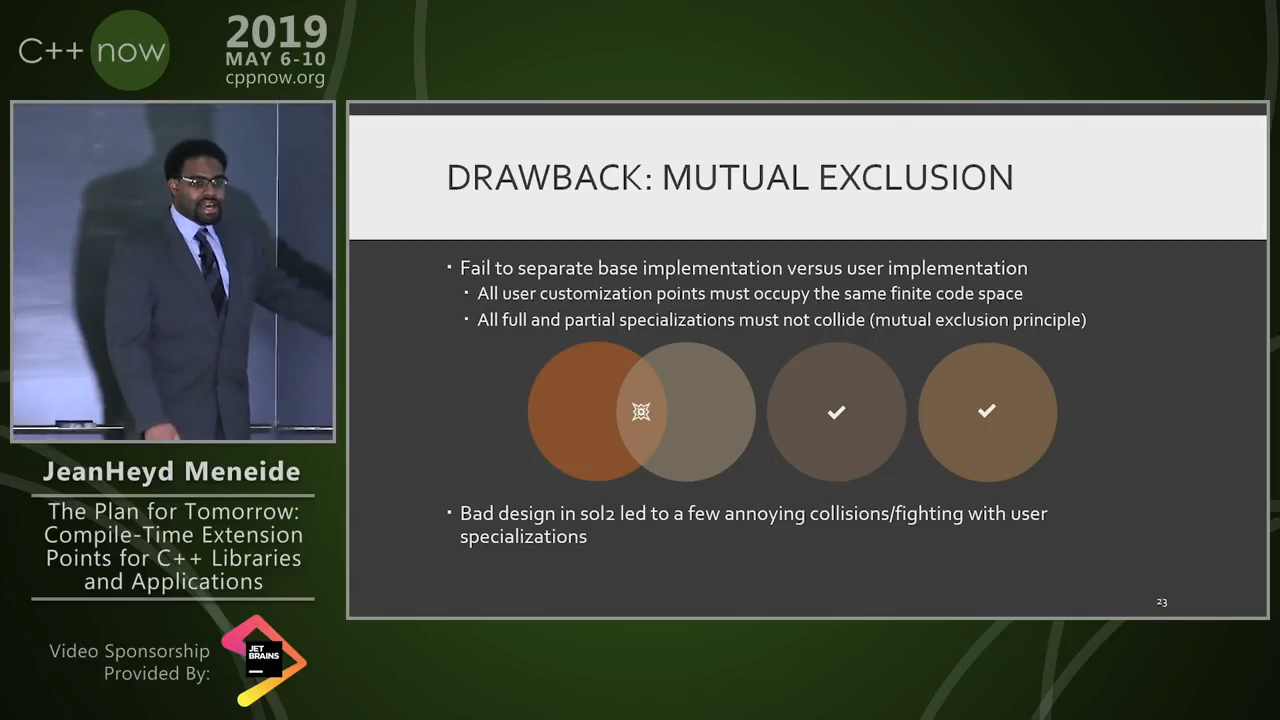 C++ now
2019
MAY 6-10
cppnow.org
DRAWBACK: MUTUAL EXCLUSION
▪ Fail to separate base implementation versus user implementation
▪ All user customization points must occupy the same finite code space
▪ All full and partial specializations must not collide (mutual exclusion principle)
▪ Bad design in sol2 led to a few annoying collisions/fighting with user
specializations
23
JeanHeyd Meneide
The Plan for Tomorrow:
Compile-Time Extension
Points for C++ Libraries
and Applications
Video Sponsorship
Provided By:
JET
BRAINS